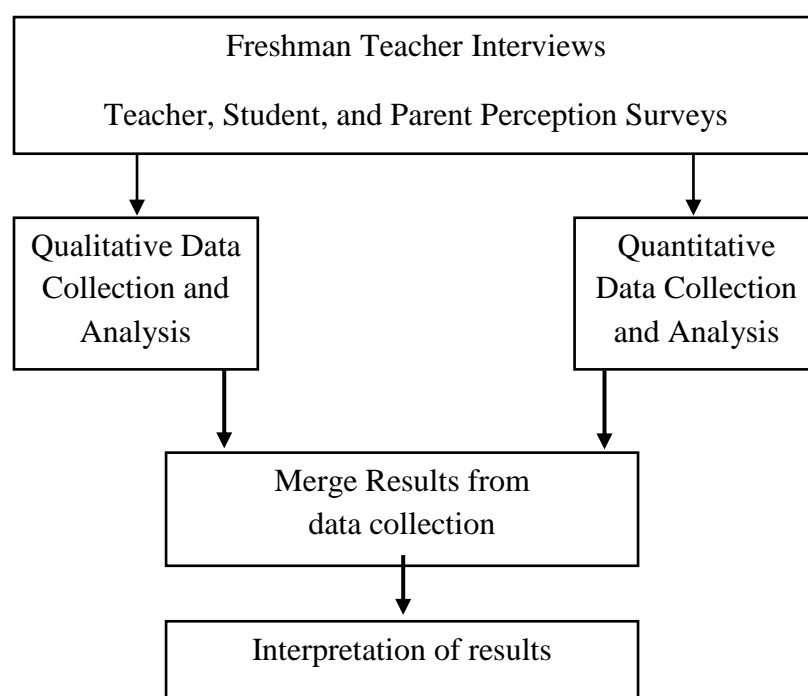 Freshman Teacher Interviews
Teacher, Student, and Parent Perception Surveys
Qualitative Data
Collection and
Analysis
Quantitative
Data Collection
and Analysis
Merge Results from
data collection
Interpretation of results